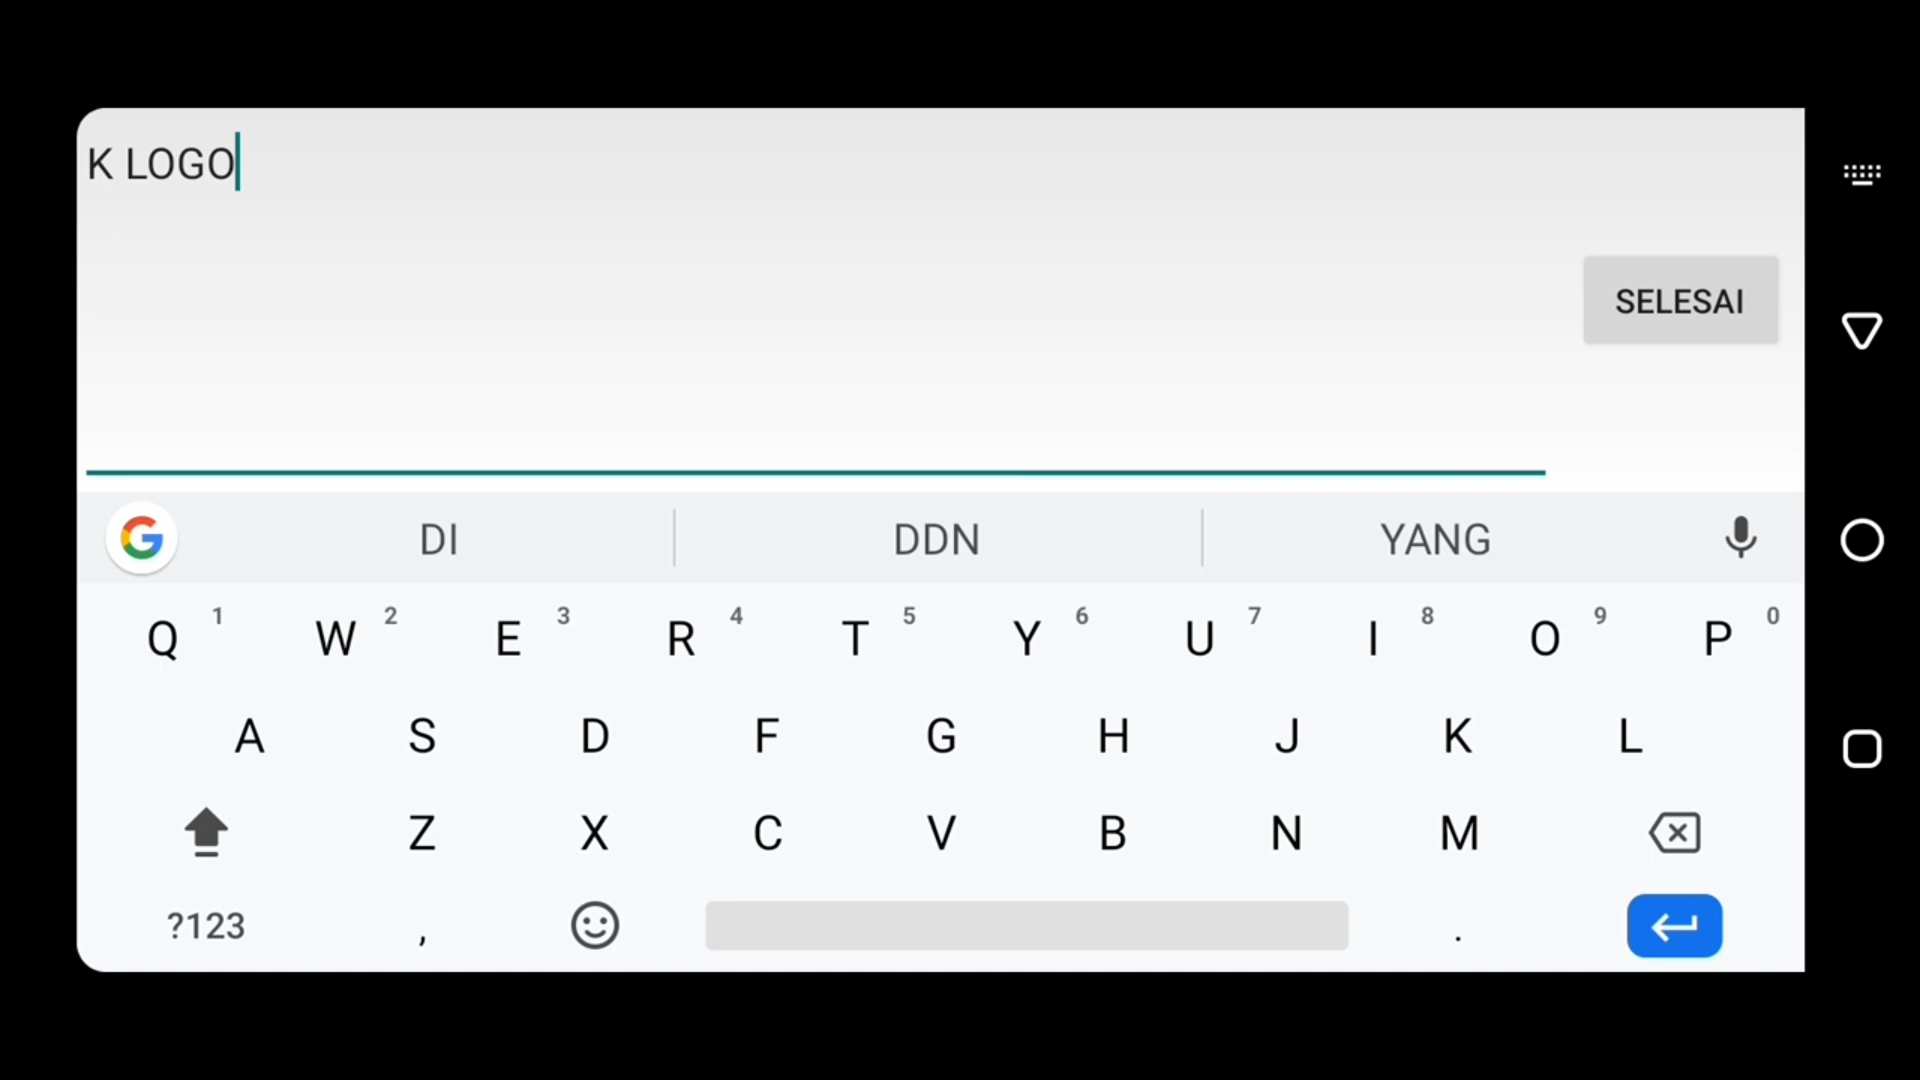 K LOGO
SELESAI
DI DDN YANG
Q 1 W 2 E 3 R 4 T 5 Y 6 U 7 I 8 O 9 P 0
A S D F G H J K L
Z X C V B N M
?123 , .